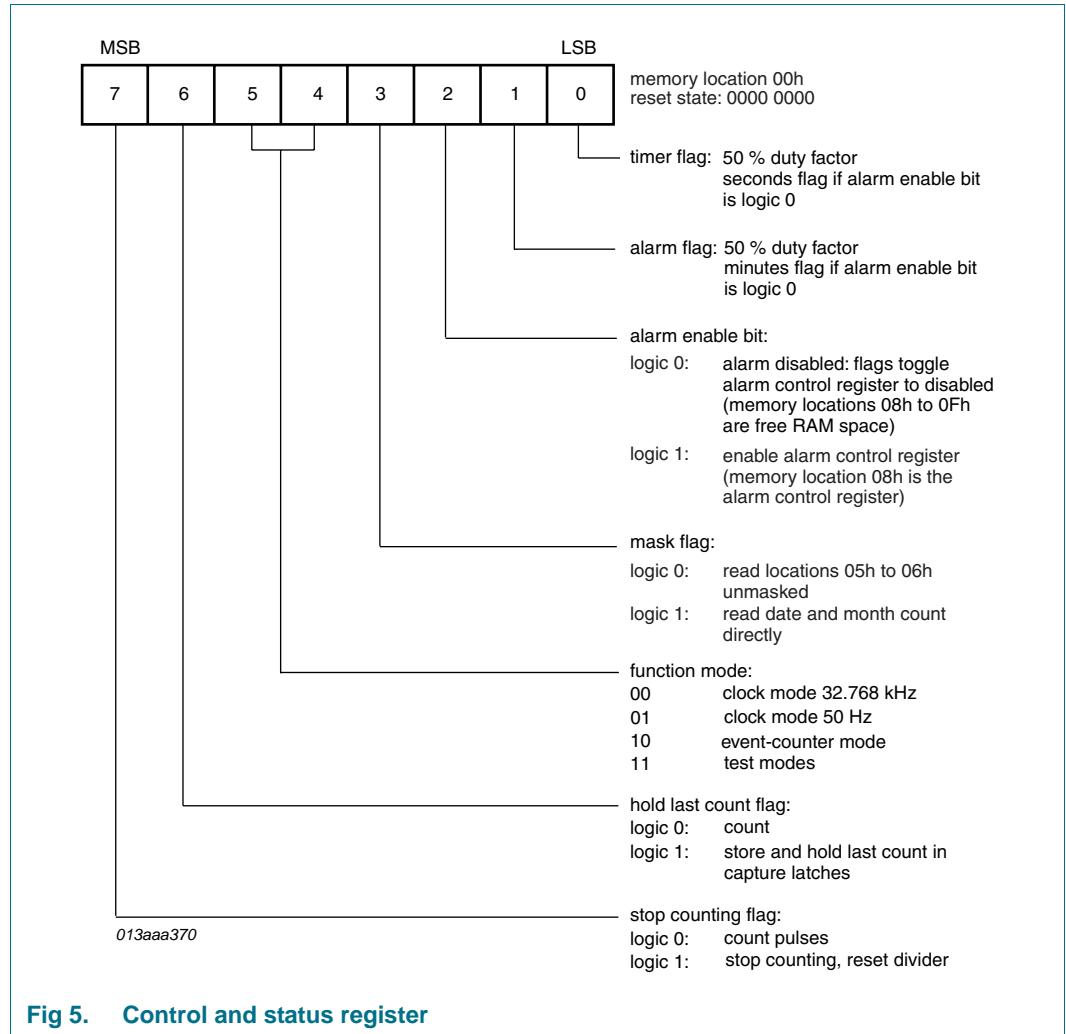 MSB LSB
7 6 5 4 3 2 1 0
memory location 00h
reset state: 0000 0000
timer flag: 50 % duty factor
seconds flag if alarm enable bit
is logic 0
alarm flag: 50 % duty factor
minutes flag if alarm enable bit
is logic 0
alarm enable bit:
logic 0: alarm disabled: flags toggle
alarm control register to disabled
(memory locations 08h to 0Fh
are free RAM space)
logic 1: enable alarm control register
(memory location 08h is the
alarm control register)
mask flag:
logic 0: read locations 05h to 06h
unmasked
logic 1: read date and month count
directly
function mode:
00 clock mode 32.768 kHz
01 clock mode 50 Hz
10 event-counter mode
11 test modes
hold last count flag:
logic 0: count
logic 1: store and hold last count in
capture latches
stop counting flag:
logic 0: count pulses
logic 1: stop counting, reset divider
013aaa370
Fig 5. Control and status register